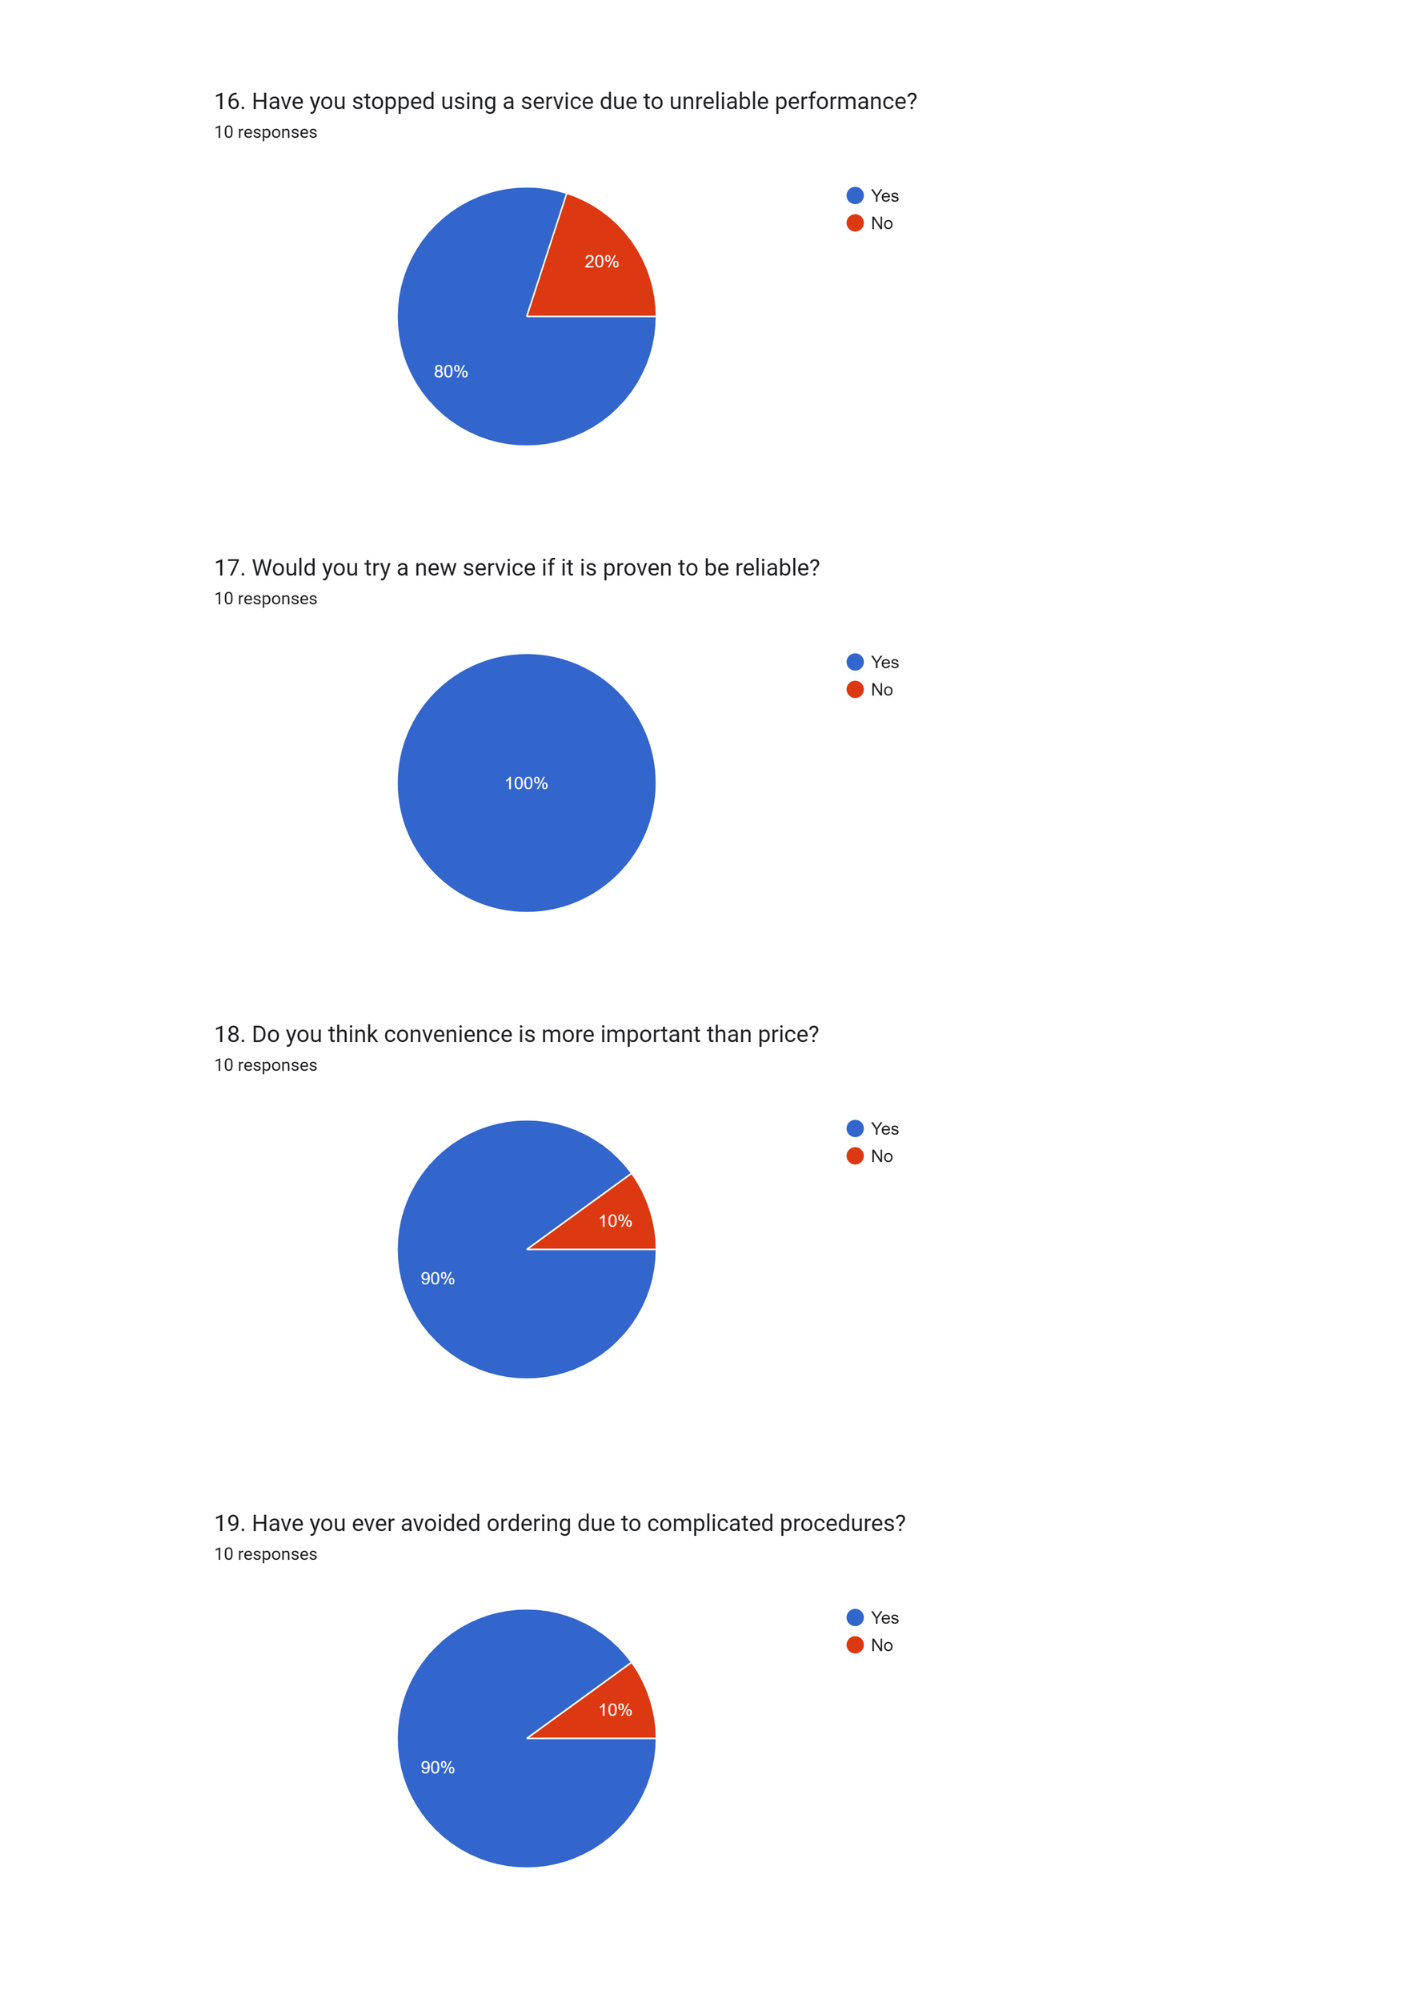 16. Have you stopped using a service due to unreliable performance?
10 responses
Yes
No
20%
80%
17. Would you try a new service if it is proven to be reliable?
10 responses
Yes
No
100%
18. Do you think convenience is more important than price?
10 responses
Yes
No
10%
90%
19. Have you ever avoided ordering due to complicated procedures?
10 responses
Yes
No
10%
90%